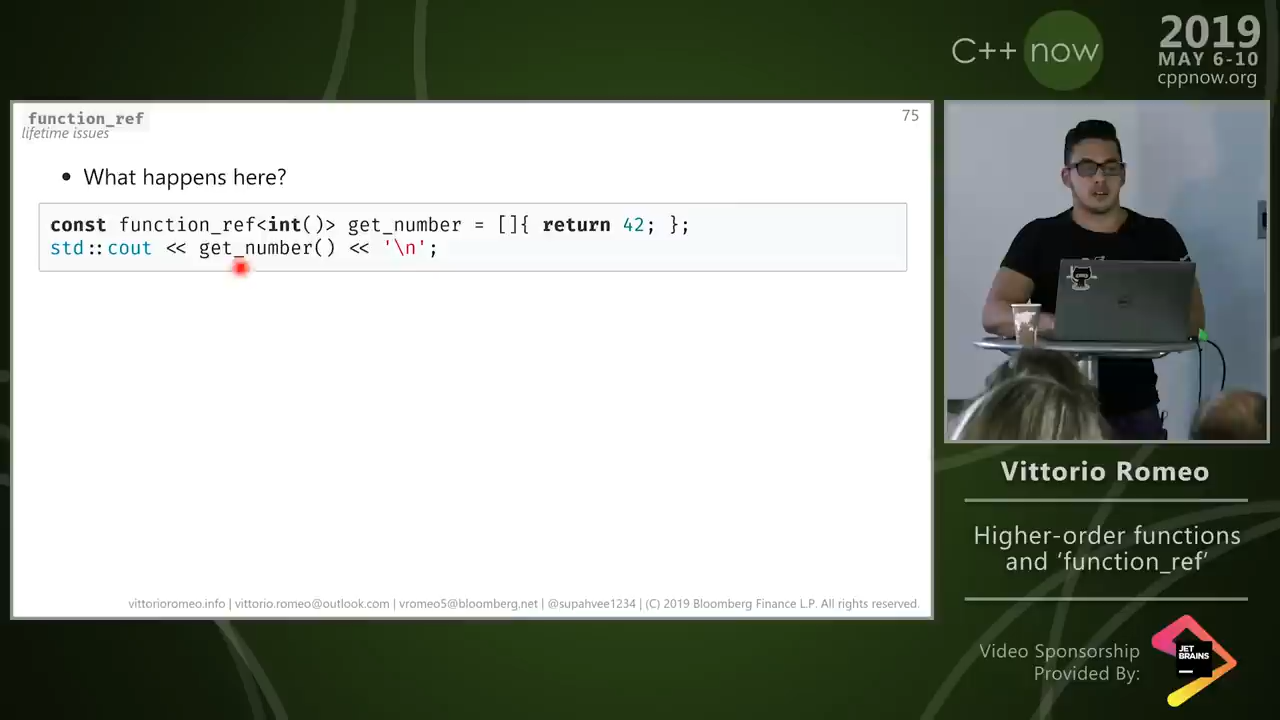 C++ now
2019
MAY 6-10
cppnow.org
function_ref
lifetime issues
75
• What happens here?
const function_ref<int()> get_number = []{ return 42; };
std::cout << get_number() << '\n';
vittorioromeo.info | vittorio.romeo@outlook.com | vromeo5@bloomberg.net | @supahvee1234 | (C) 2019 Bloomberg Finance L.P. All rights reserved.
Vittorio Romeo
Higher-order functions
and ‘function_ref’
Video Sponsorship
Provided By:
JET
BRAINS